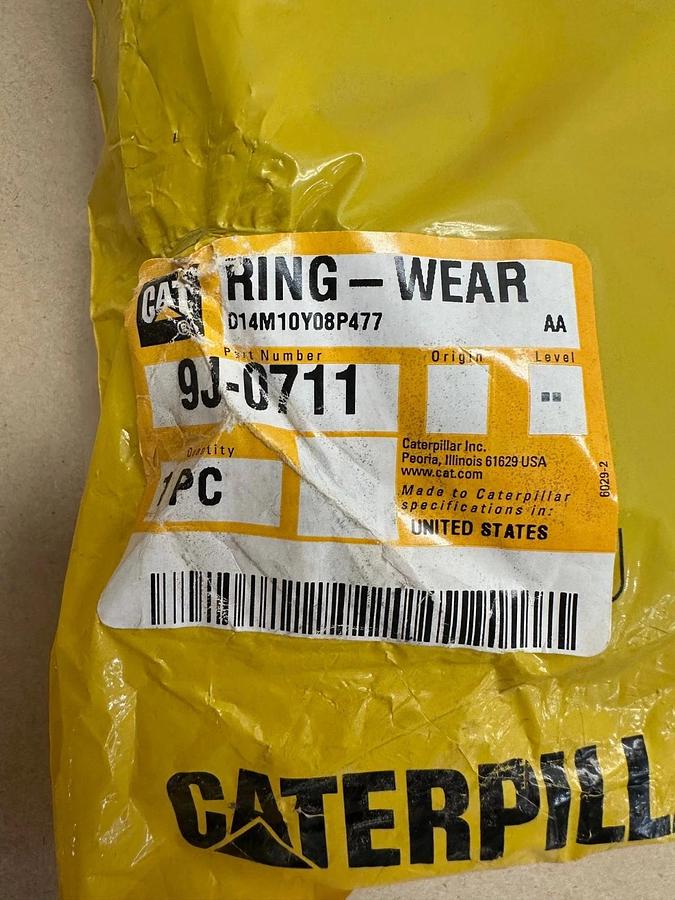 CAT
®
RING-WEAR
D14M10Y08P477
AA
Part Number
Origin
Level
9J-0711
Quantity
1PC
Caterpillar Inc.
Peoria, Illinois 61629 USA
www.cat.com
Made to Caterpillar
specifications in:
UNITED STATES
6029-2
CATERPILL